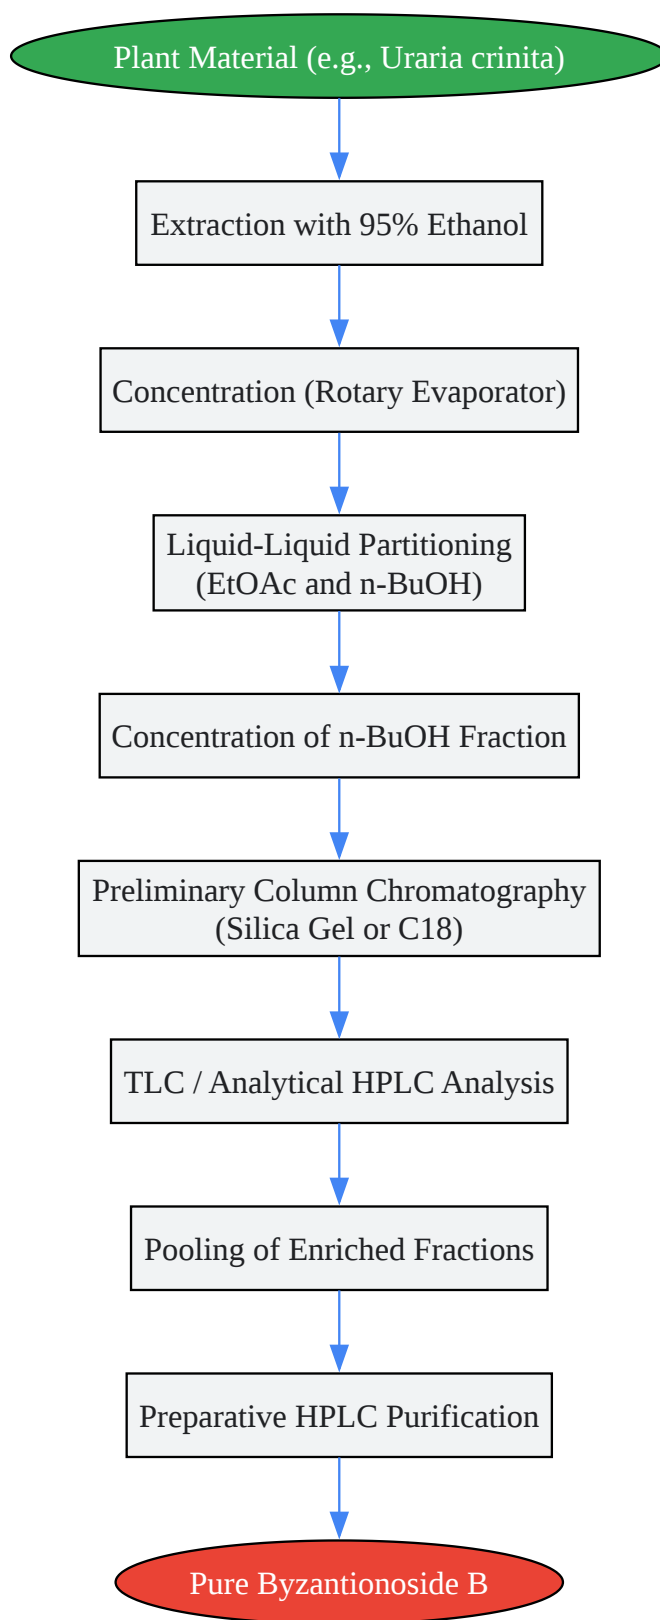 Plant Material (e.g., Uraria crinita)
Extraction with 95% Ethanol
Concentration (Rotary Evaporator)
Liquid-Liquid Partitioning
(EtOAc and n-BuOH)
Concentration of n-BuOH Fraction
Preliminary Column Chromatography
(Silica Gel or C18)
TLC / Analytical HPLC Analysis
Pooling of Enriched Fractions
Preparative HPLC Purification
Pure Byzantionoside B